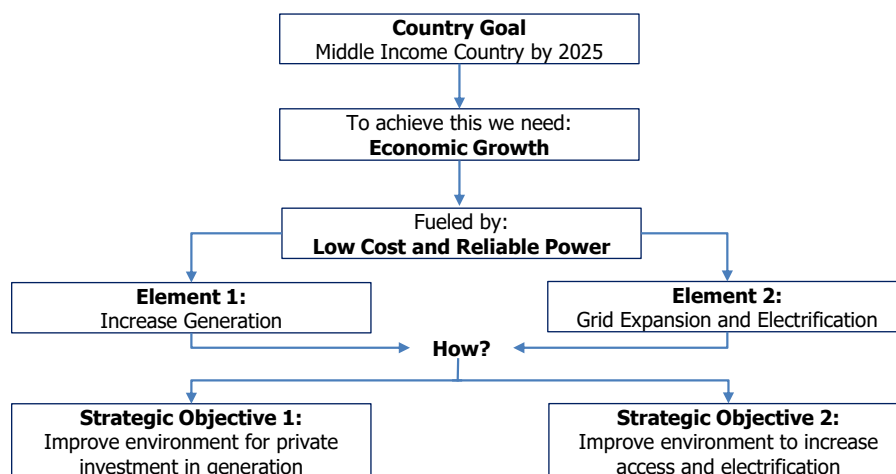 Country Goal
Middle Income Country by 2025
To achieve this we need:
Economic Growth
Fueled by:
Low Cost and Reliable Power
Element 1:
Increase Generation
Element 2:
Grid Expansion and Electrification
How?
Strategic Objective 1:
Improve environment for private
investment in generation
Strategic Objective 2:
Improve environment to increase
access and electrification